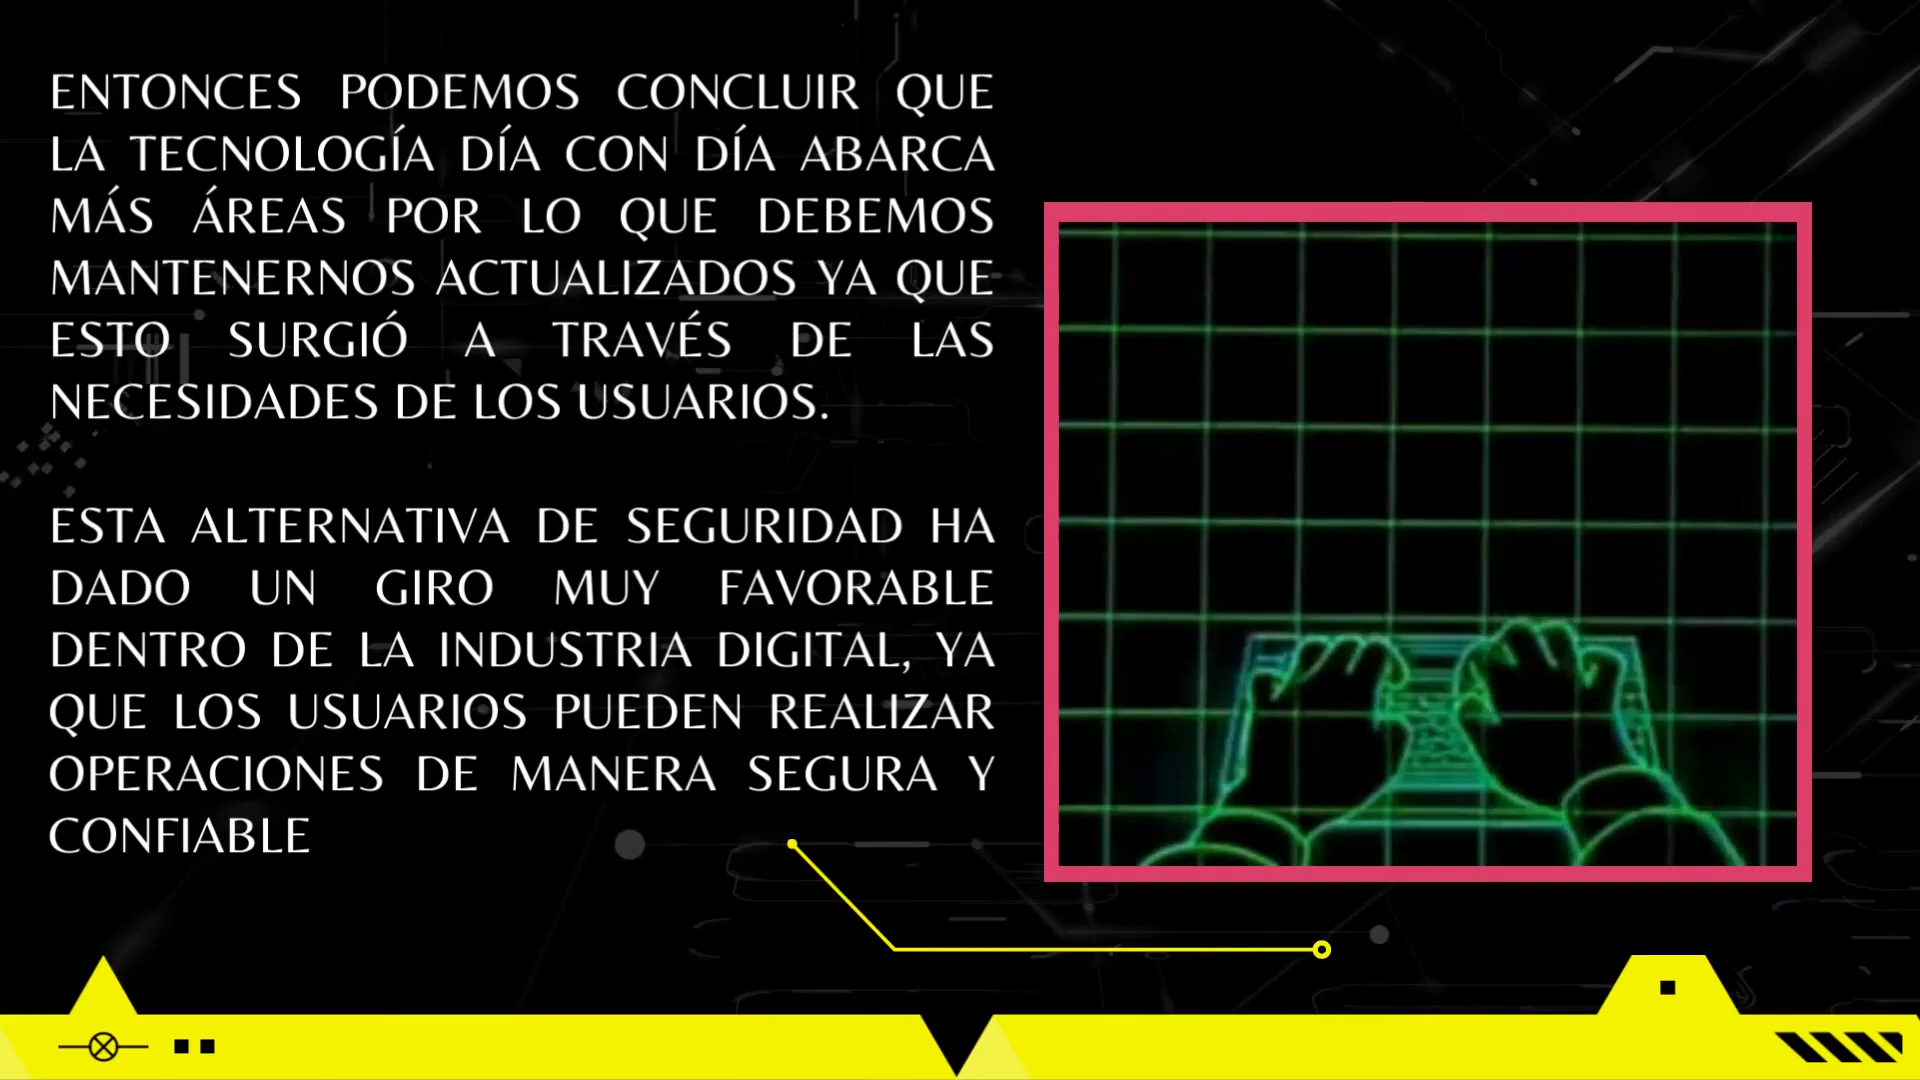 ENTONCES PODEMOS CONCLUIR QUE
LA TECNOLOGÍA DÍA CON DÍA ABARCA
MÁS ÁREAS POR LO QUE DEBEMOS
MANTENERNOS ACTUALIZADOS YA QUE
ESTO SURGIÓ A TRAVÉS DE LAS
NECESIDADES DE LOS USUARIOS.
ESTA ALTERNATIVA DE SEGURIDAD HA
DADO UN GIRO MUY FAVORABLE
DENTRO DE LA INDUSTRIA DIGITAL, YA
QUE LOS USUARIOS PUEDEN REALIZAR
OPERACIONES DE MANERA SEGURA Y
CONFIABLE